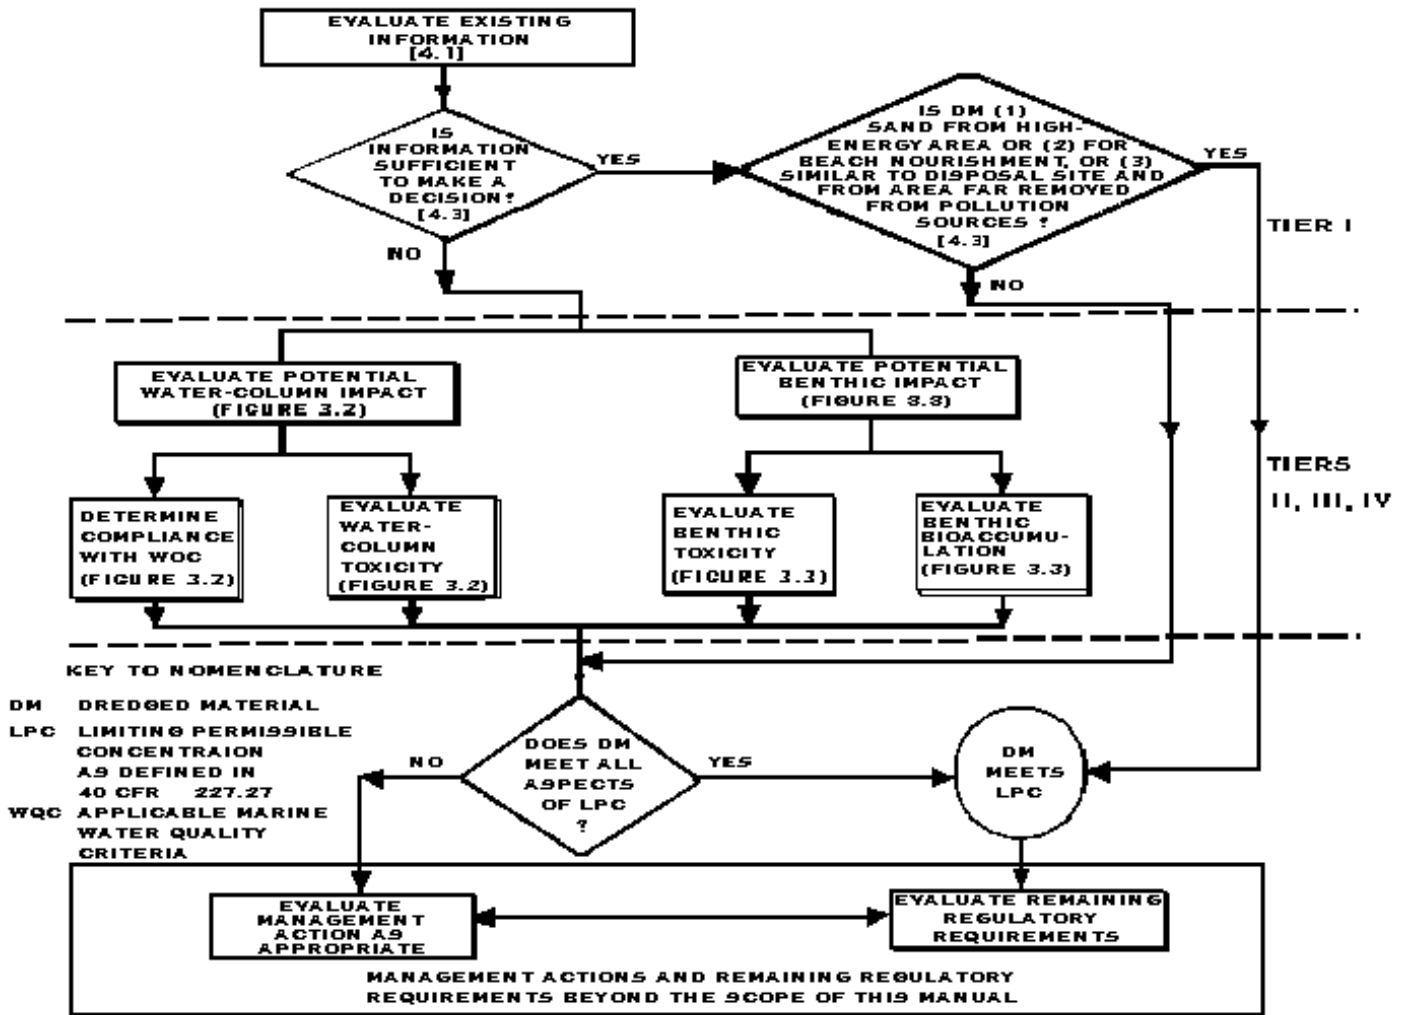 EVALUATE EXISTING
INFORMATION
[4.1]
IS
INFORMATION
SUFFICIENT
TO MAKE A
DECISION?
[4.3]
YES
NO
IS DM (1)
SAND FROM HIGH-
ENERGY AREA OR (2) FOR
BEACH NOURISHMENT, OR (3)
SIMILAR TO DISPOSAL SITE AND
FROM AREA FAR REMOVED
FROM POLLUTION
SOURCES ?
[4.3]
YES
NO
TIER I
EVALUATE POTENTIAL
WATER-COLUMN IMPACT
(FIGURE 3.2)
EVALUATE POTENTIAL
BENTHIC IMPACT
(FIGURE 3.3)
DETERMINE
COMPLIANCE
WITH WQC
(FIGURE 3.2)
EVALUATE
WATER-
COLUMN
TOXICITY
(FIGURE 3.2)
EVALUATE
BENTHIC
TOXICITY
(FIGURE 3.3)
EVALUATE
BENTHIC
BIOACCUMU-
LATION
(FIGURE 3.3)
TIERS
II, III, IV
KEY TO NOMENCLATURE
DM DREDGED MATERIAL
LPC LIMITING PERMISSIBLE
CONCENTRAION
AS DEFINED IN
40 CFR 227.27
WQC APPLICABLE MARINE
WATER QUALITY
CRITERIA
DOES DM
MEET ALL
ASPECTS
OF LPC
?
NO
YES
DM
MEETS
LPC
EVALUATE
MANAGEMENT
ACTION AS
APPROPRIATE
EVALUATE REMAINING
REGULATORY
REQUIREMENTS
MANAGEMENT ACTIONS AND REMAINING REGULATORY
REQUIREMENTS BEYOND THE SCOPE OF THIS MANUAL